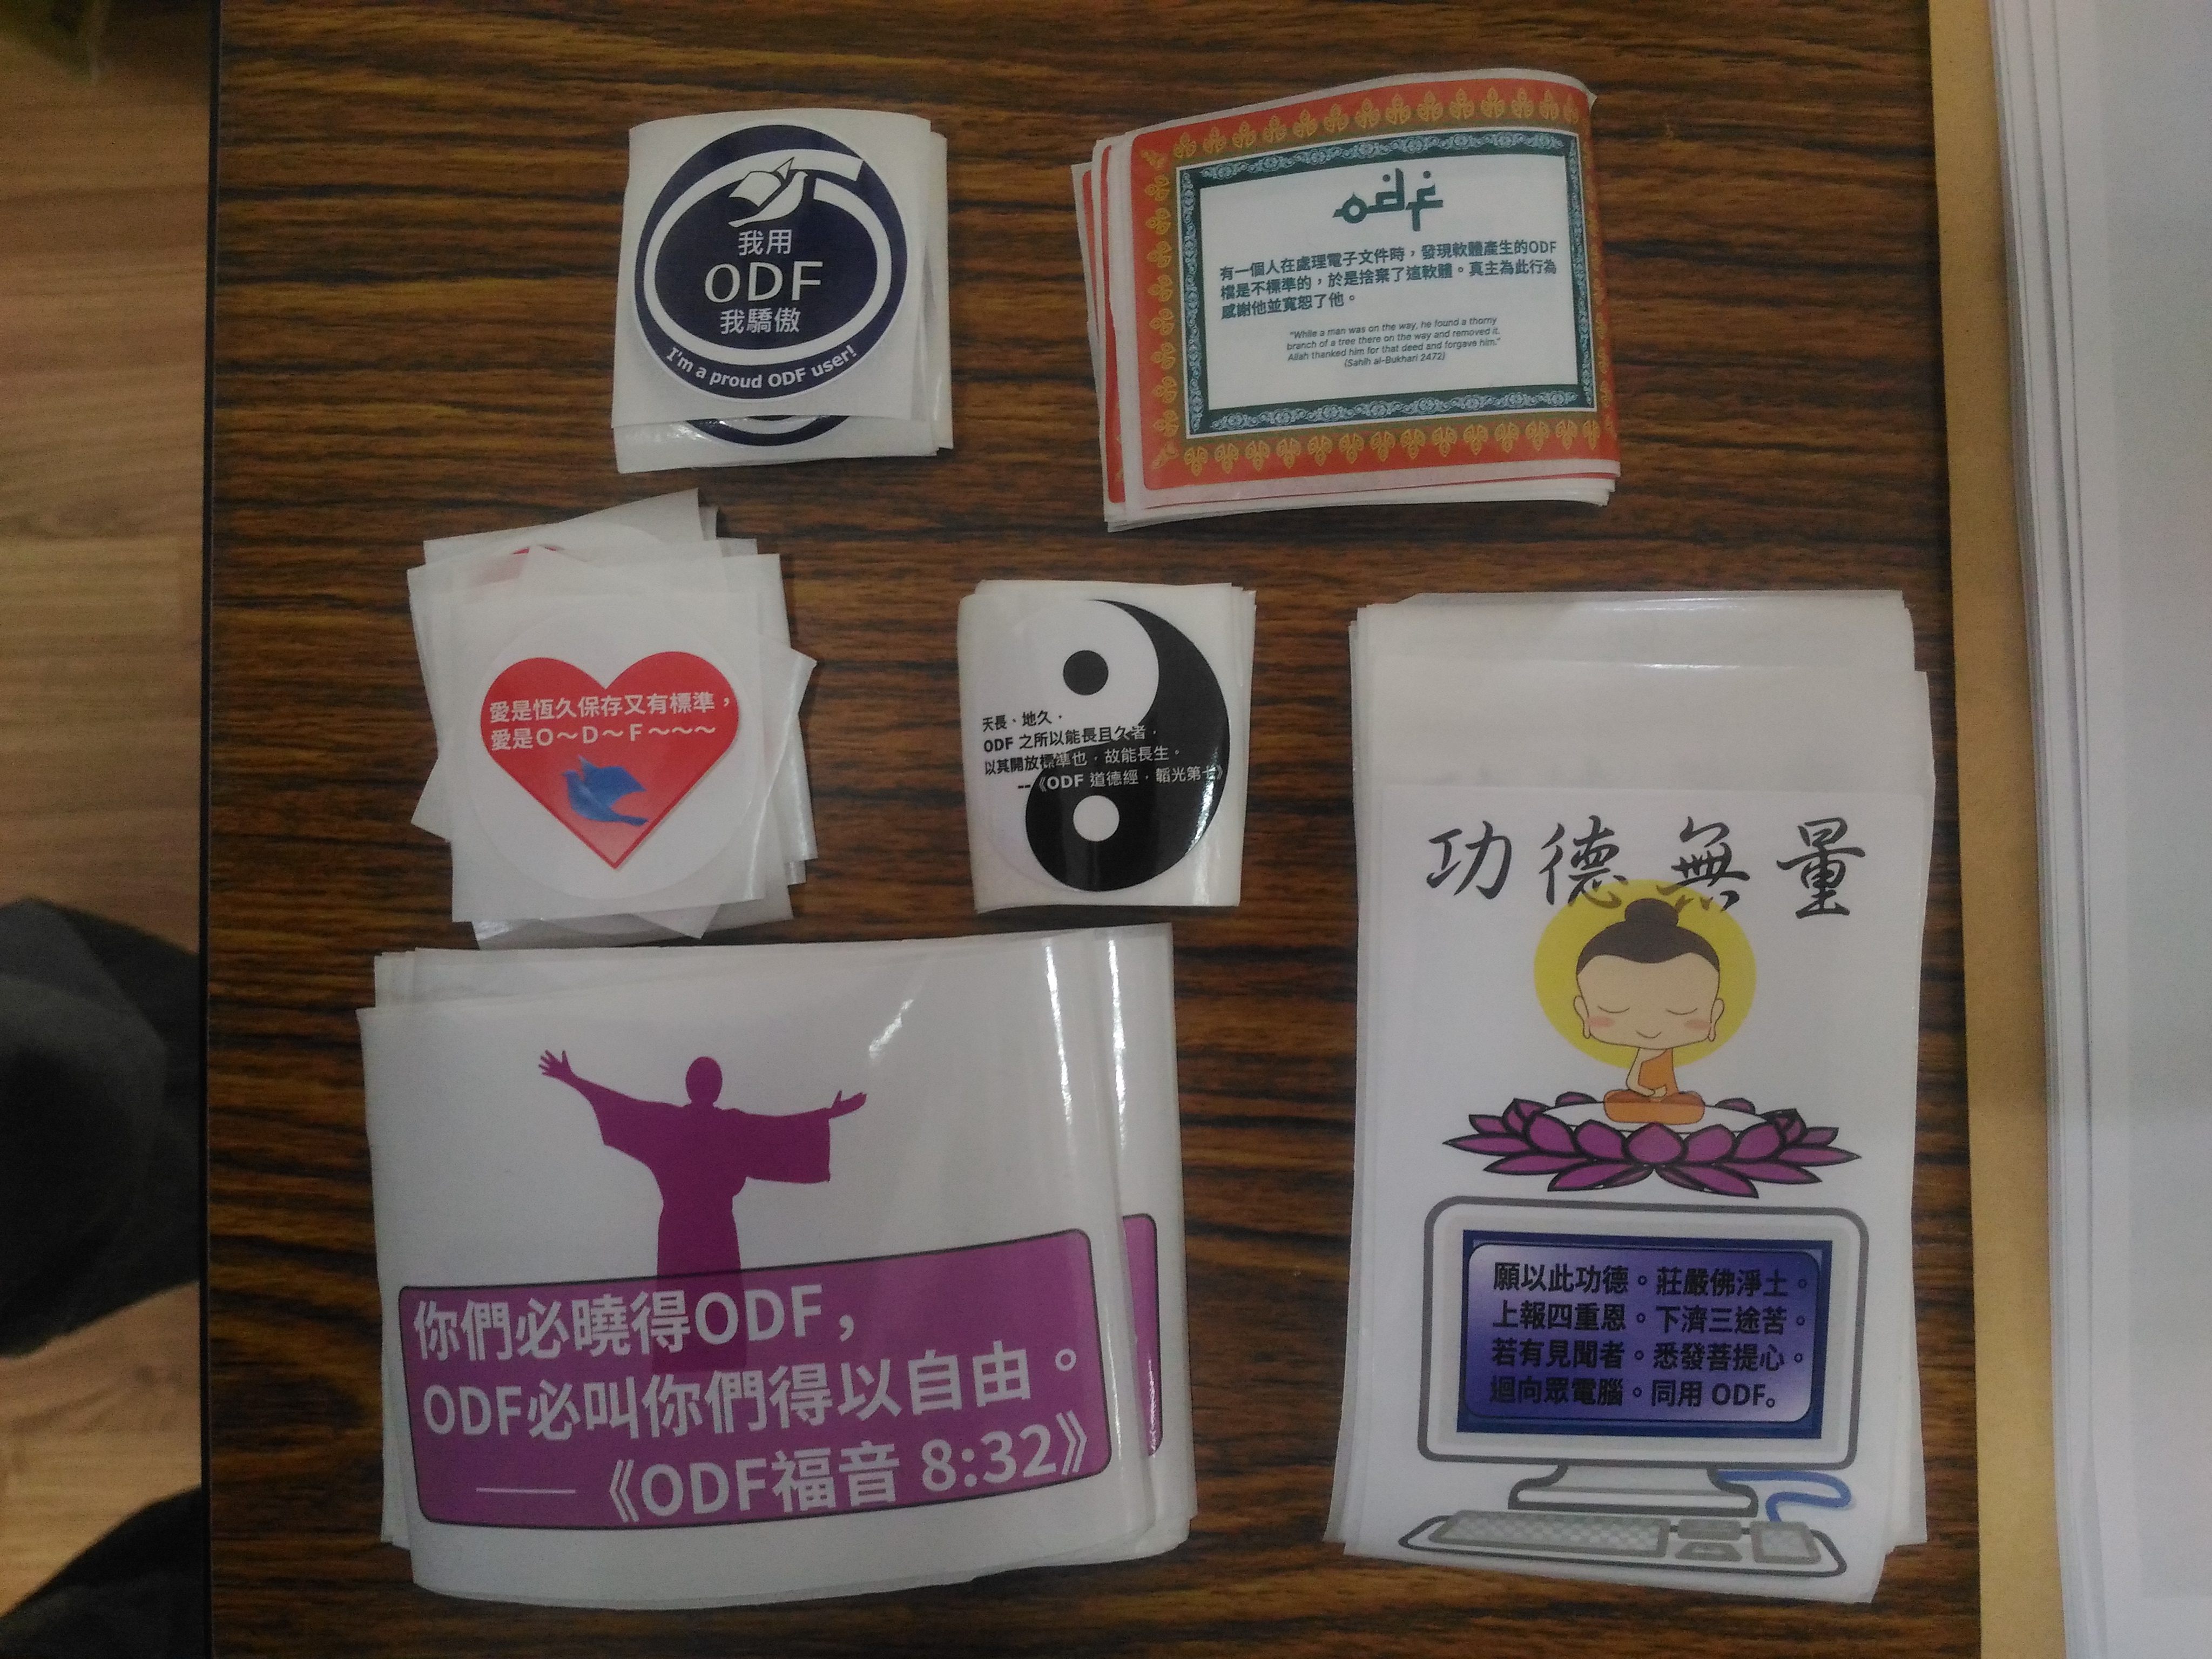 我用
ODF
我驕傲
I'm a proud ODF user!
odf
有一個人在處理電子文件時，發現軟體產生的ODF
檔是不標準的，於是捨棄了這軟體。真主為此行為
感謝他並寬恕了他。
"While a man was on the way, he found a thorny
branch of a tree there on the way and removed it.
Allah thanked him for that deed and forgave him."
(Sahih al-Bukhari 2472)
愛是恆久保存又有標準，
愛是O～D～F～～～
天長、地久，
ODF 之所以能長且久者，
以其開放標準也，故能長生。
--《ODF 道德經，韜光第七》
功德無量
願以此功德。莊嚴佛淨土。
上報四重恩。下濟三途苦。
若有見聞者。悉發菩提心。
迴向眾電腦。同用 ODF。
你們必曉得ODF，
ODF必叫你們得以自由。
——《ODF福音 8:32》